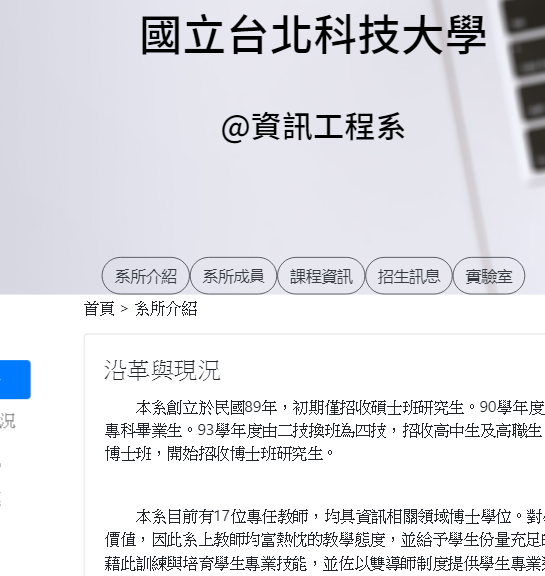 國立台北科技大學
@資訊工程系
系所介紹 系所成員 課程資訊 招生訊息 實驗室
首頁 > 系所介紹
沿革與現況
況
本系創立於民國89年，初期僅招收碩士班研究生。90學年度
專科畢業生。93學年度由二技換班為四技，招收高中生及高職生
博士班，開始招收博士班研究生。
本系目前有17位專任教師，均具資訊相關領域博士學位。對
價值，因此系上教師均富熱忱的教學態度，並給予學生份量充足
藉此訓練與培育學生專業技能，並佐以雙導師制度提供學生專業